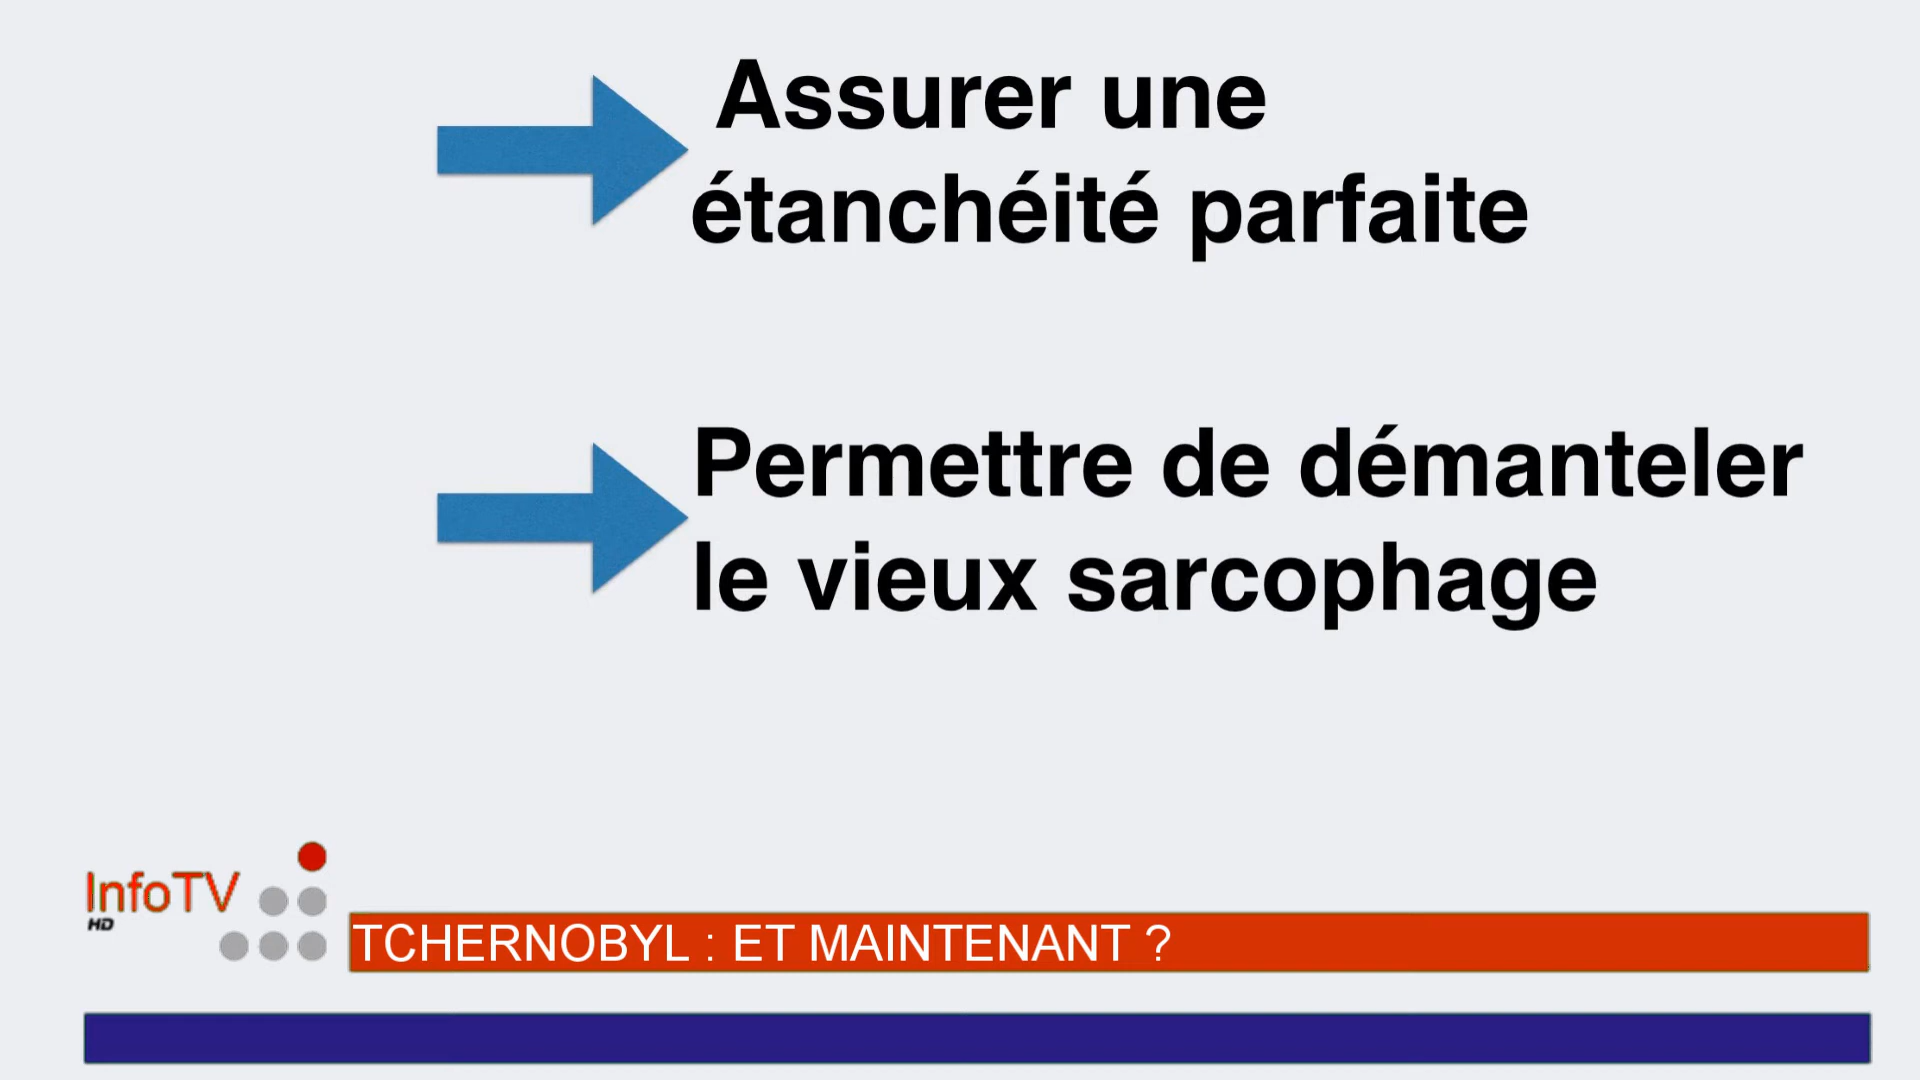 Assurer une
étanchéité parfaite
Permettre de démanteler
le vieux sarcophage
InfoTV
HD
TCHERNOBYL : ET MAINTENANT ?